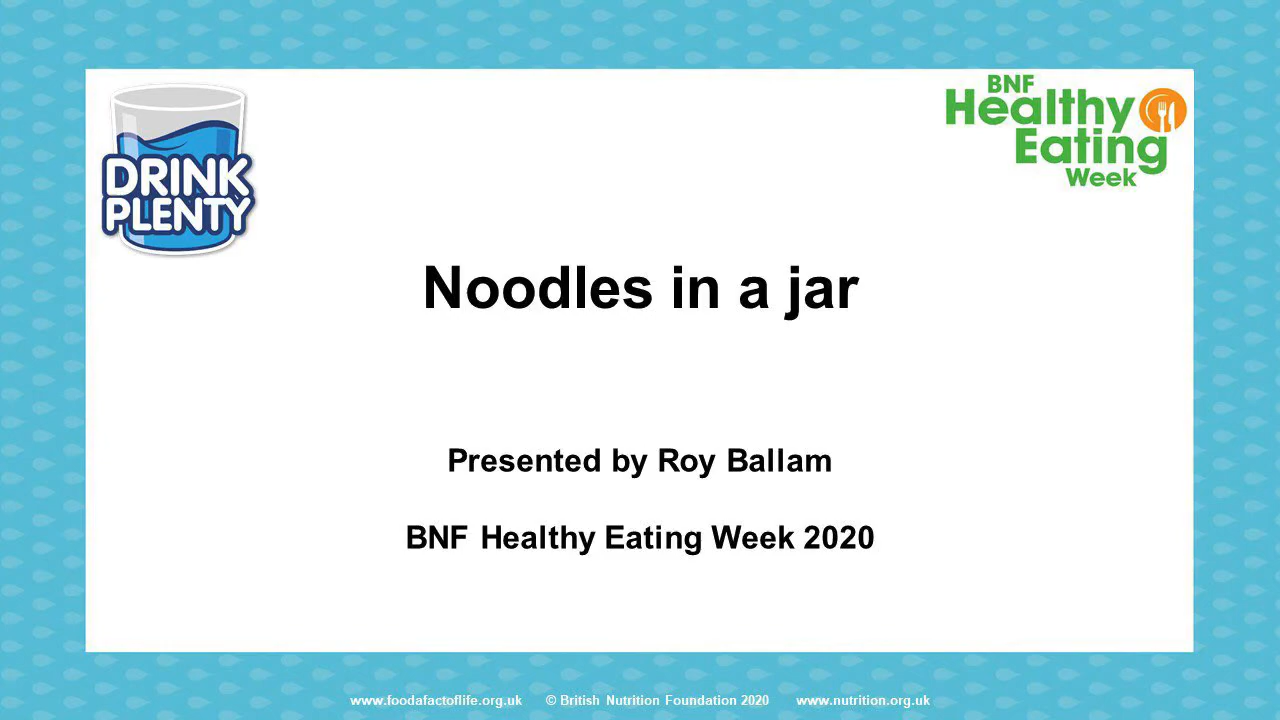 DRINK
PLENTY
BNF
Healthy
Eating
Week
Noodles in a jar
Presented by Roy Ballam
BNF Healthy Eating Week 2020
www.foodafactoflife.org.uk © British Nutrition Foundation 2020 www.nutrition.org.uk